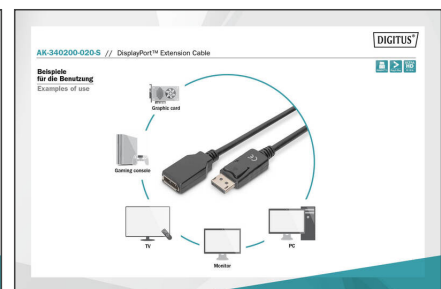 DIGITUS®
AK-340200-020-S // DisplayPort™ Extension Cable
Beispiele
für die Benutzung
Examples of use
Graphic card
Gaming console
TV
Monitor
PC